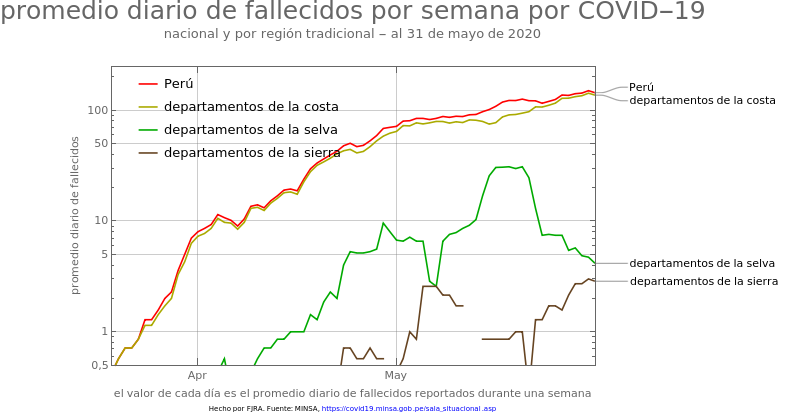 promedio diario de fallecidos por semana por COVID−19
nacional y por región tradicional − al 31 de mayo de 2020
promedio diario de fallecidos
100
50
10
5
1
0,5
Perú
departamentos de la costa
departamentos de la selva
departamentos de la sierra
Perú
departamentos de la costa
departamentos de la selva
departamentos de la sierra
Apr
May
el valor de cada día es el promedio diario de fallecidos reportados durante una semana
Hecho por FJRA. Fuente: MINSA, https://covid19.minsa.gob.pe/sala_situacional.asp